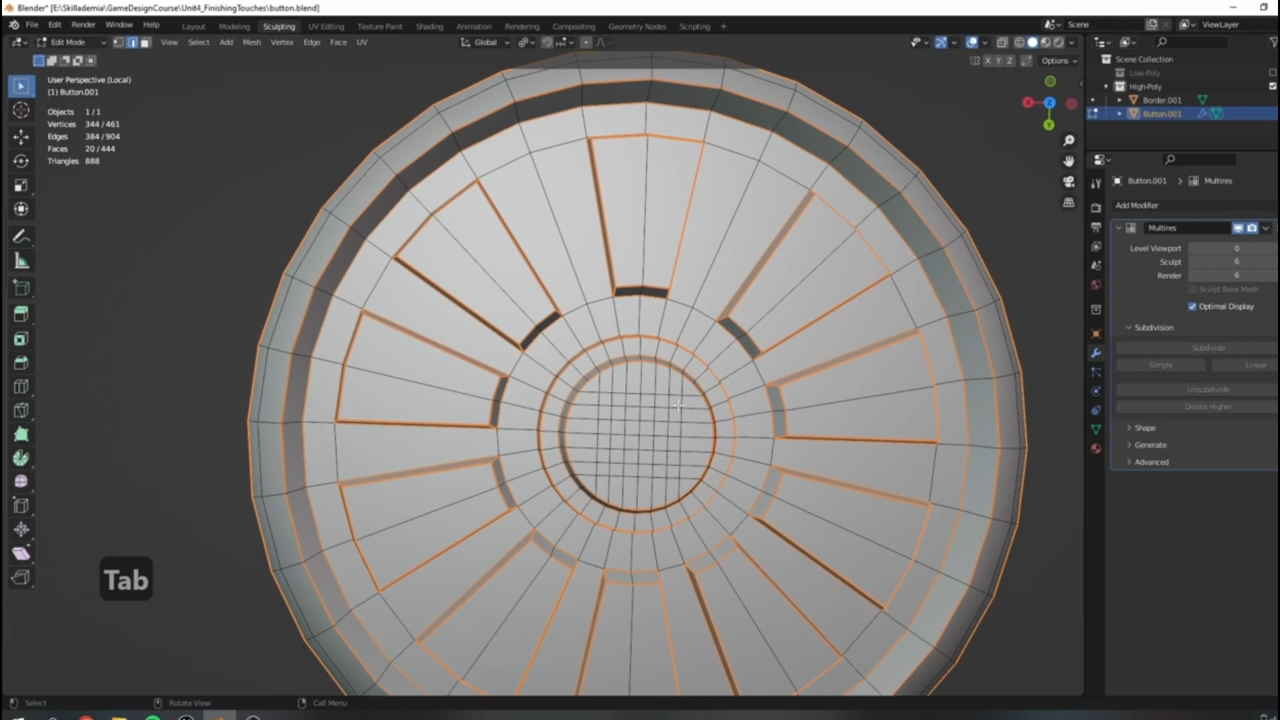 Blender* [E:\Skillademia\GameDesignCourse\Unit4_FinishingTouches\button.blend]
File Edit Render Window Help Layout Modeling Sculpting UV Editing Texture Paint Shading Animation Rendering Compositing Geometry Nodes Scripting + Scene ViewLayer
Edit Mode View Select Add Mesh Vertex Edge Face UV Global
X Y Z Options
User Perspective (Local)
(1) Button.001
Objects 1 / 1
Vertices 344 / 461
Edges 384 / 904
Faces 20 / 444
Triangles 888
Z
Y
Tab
Scene Collection
Low-Poly
High-Poly
Border.001
Button.001
Button.001 > Multires
Add Modifier
Multires
Level Viewport 0
Sculpt 6
Render 6
Sculpt Base Mesh
Optimal Display
Subdivision
Subdivide
Simple Linear
Unsubdivide
Delete Higher
Shape
Generate
Advanced
Select Rotate View Call Menu